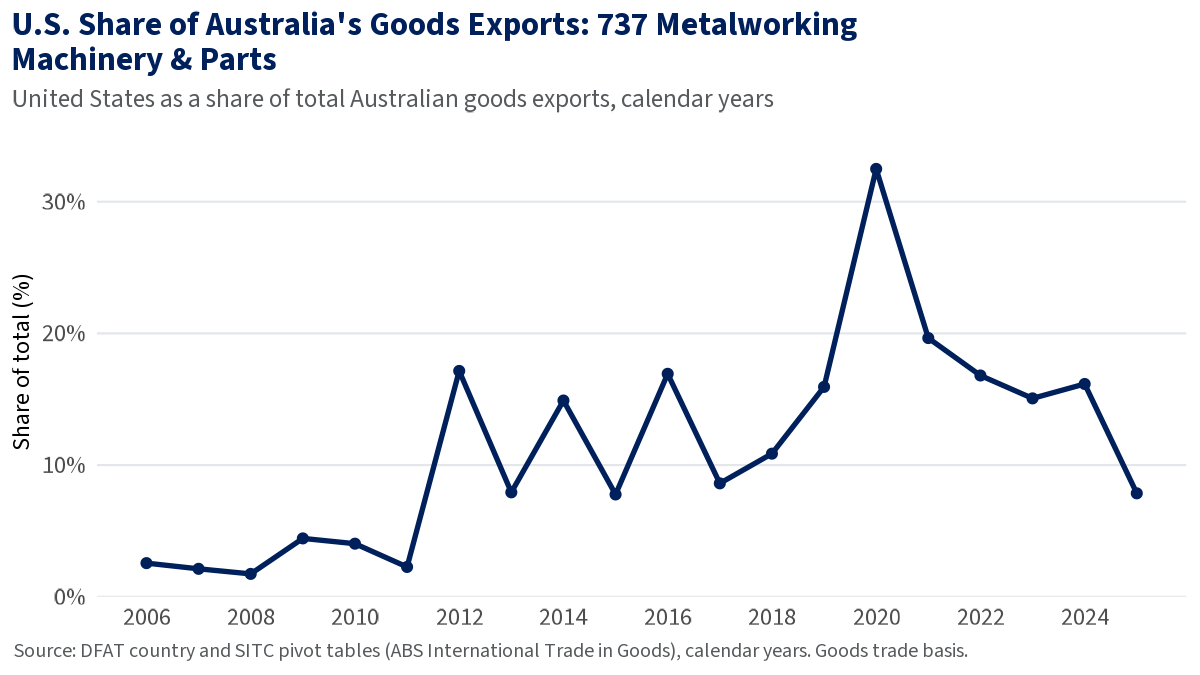 U.S. Share of Australia's Goods Exports: 737 Metalworking
Machinery & Parts
United States as a share of total Australian goods exports, calendar years
Share of total (%)
30%
20%
10%
0%
2006 2008 2010 2012 2014 2016 2018 2020 2022 2024
Source: DFAT country and SITC pivot tables (ABS International Trade in Goods), calendar years. Goods trade basis.